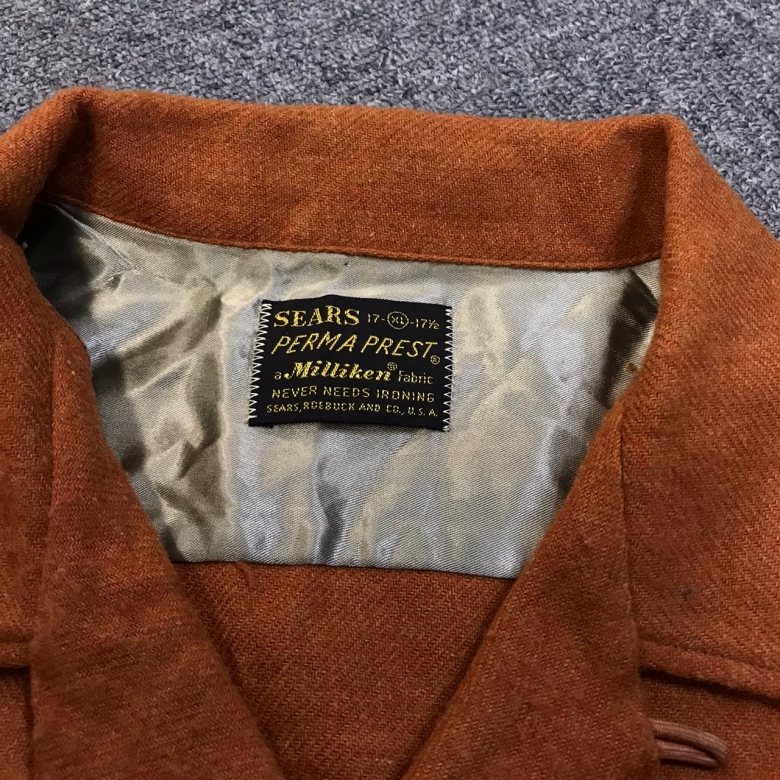 SEARS 17-XL-17½
PERMA PREST®
a Milliken® Fabric
NEVER NEEDS IRONING
SEARS, ROEBUCK AND CO., U.S.A.